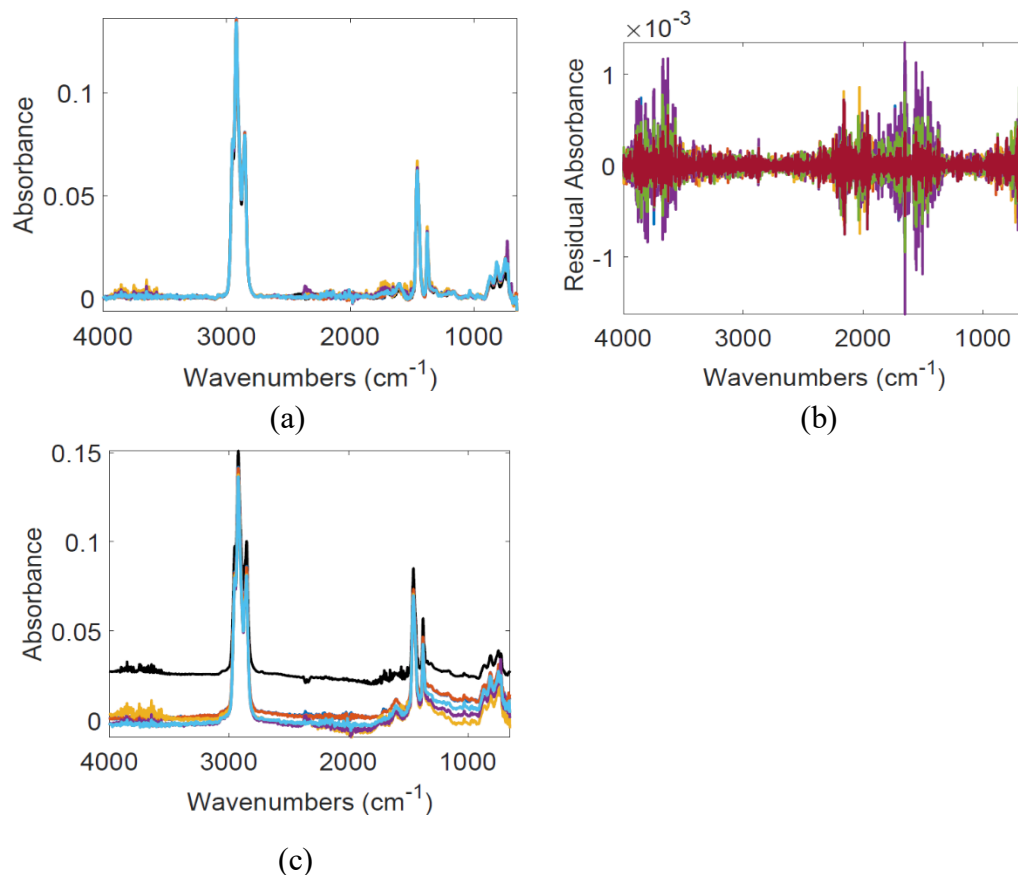 Absorbance
0.1
0.05
0
4000 3000 2000 1000
Wavenumbers (cm-1)
(a)
×10-3
Residual Absorbance
1
0
-1
4000 3000 2000 1000
Wavenumbers (cm-1)
(b)
Absorbance
0.15
0.1
0.05
0
4000 3000 2000 1000
Wavenumbers (cm-1)
(c)